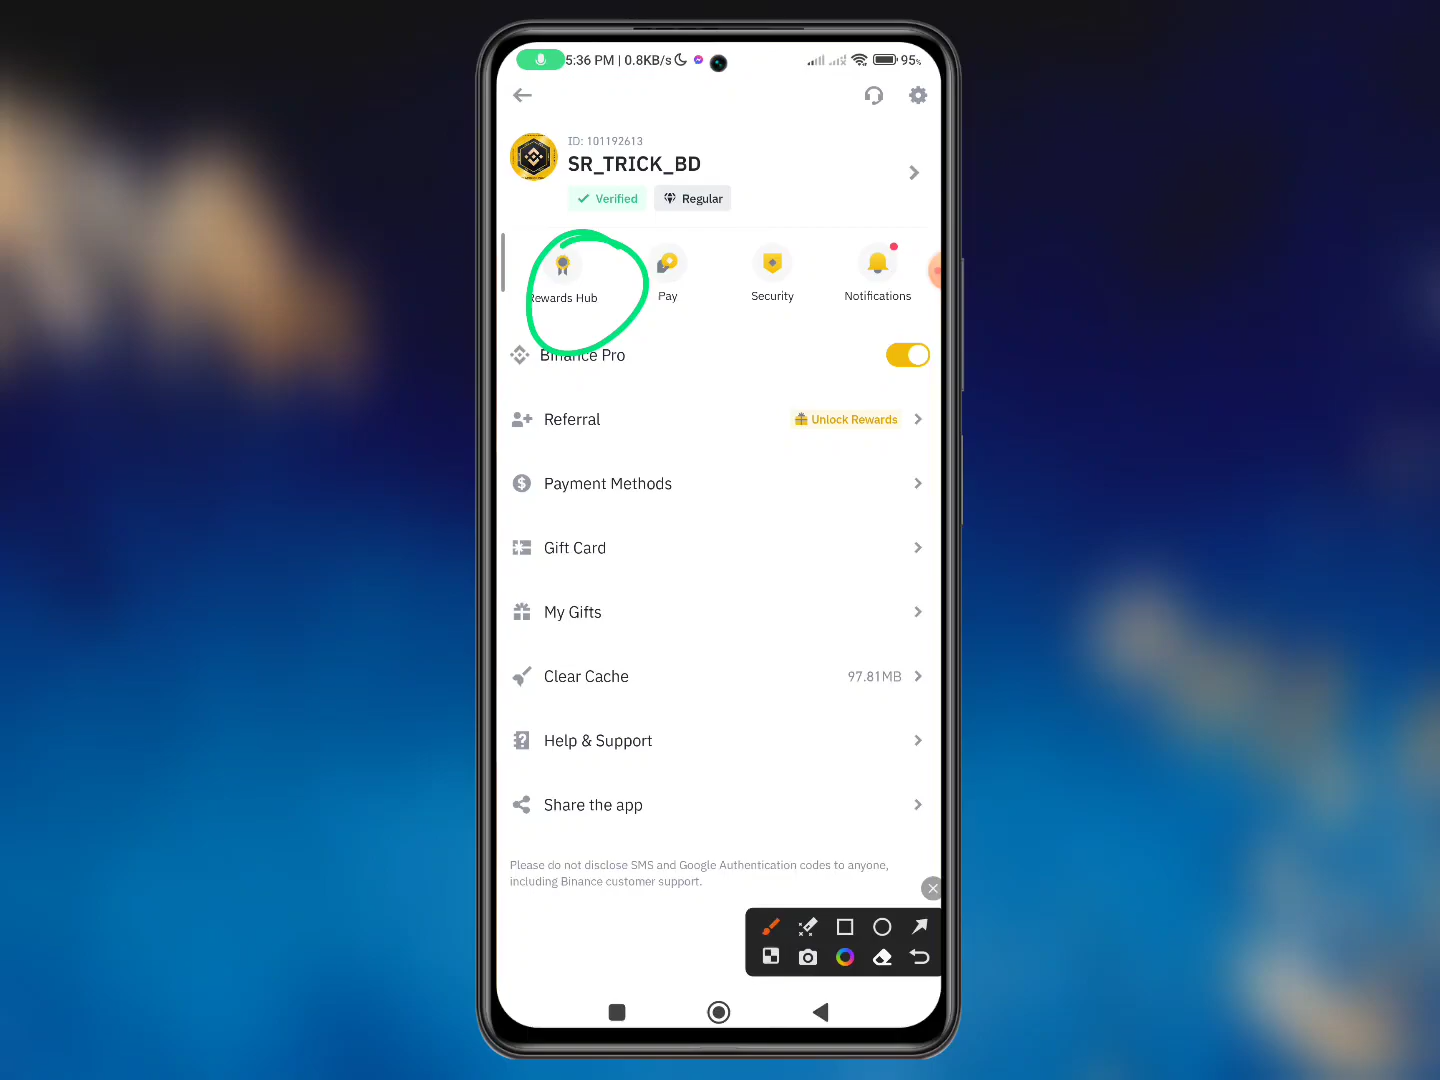 5:36 PM | 0.8KB/s
95%
ID: 101192613
SR_TRICK_BD
Verified
Regular
Rewards Hub
Pay
Security
Notifications
Binance Pro
Referral
Unlock Rewards
Payment Methods
Gift Card
My Gifts
Clear Cache
97.81MB
Help & Support
Share the app
Please do not disclose SMS and Google Authentication codes to anyone,
including Binance customer support.